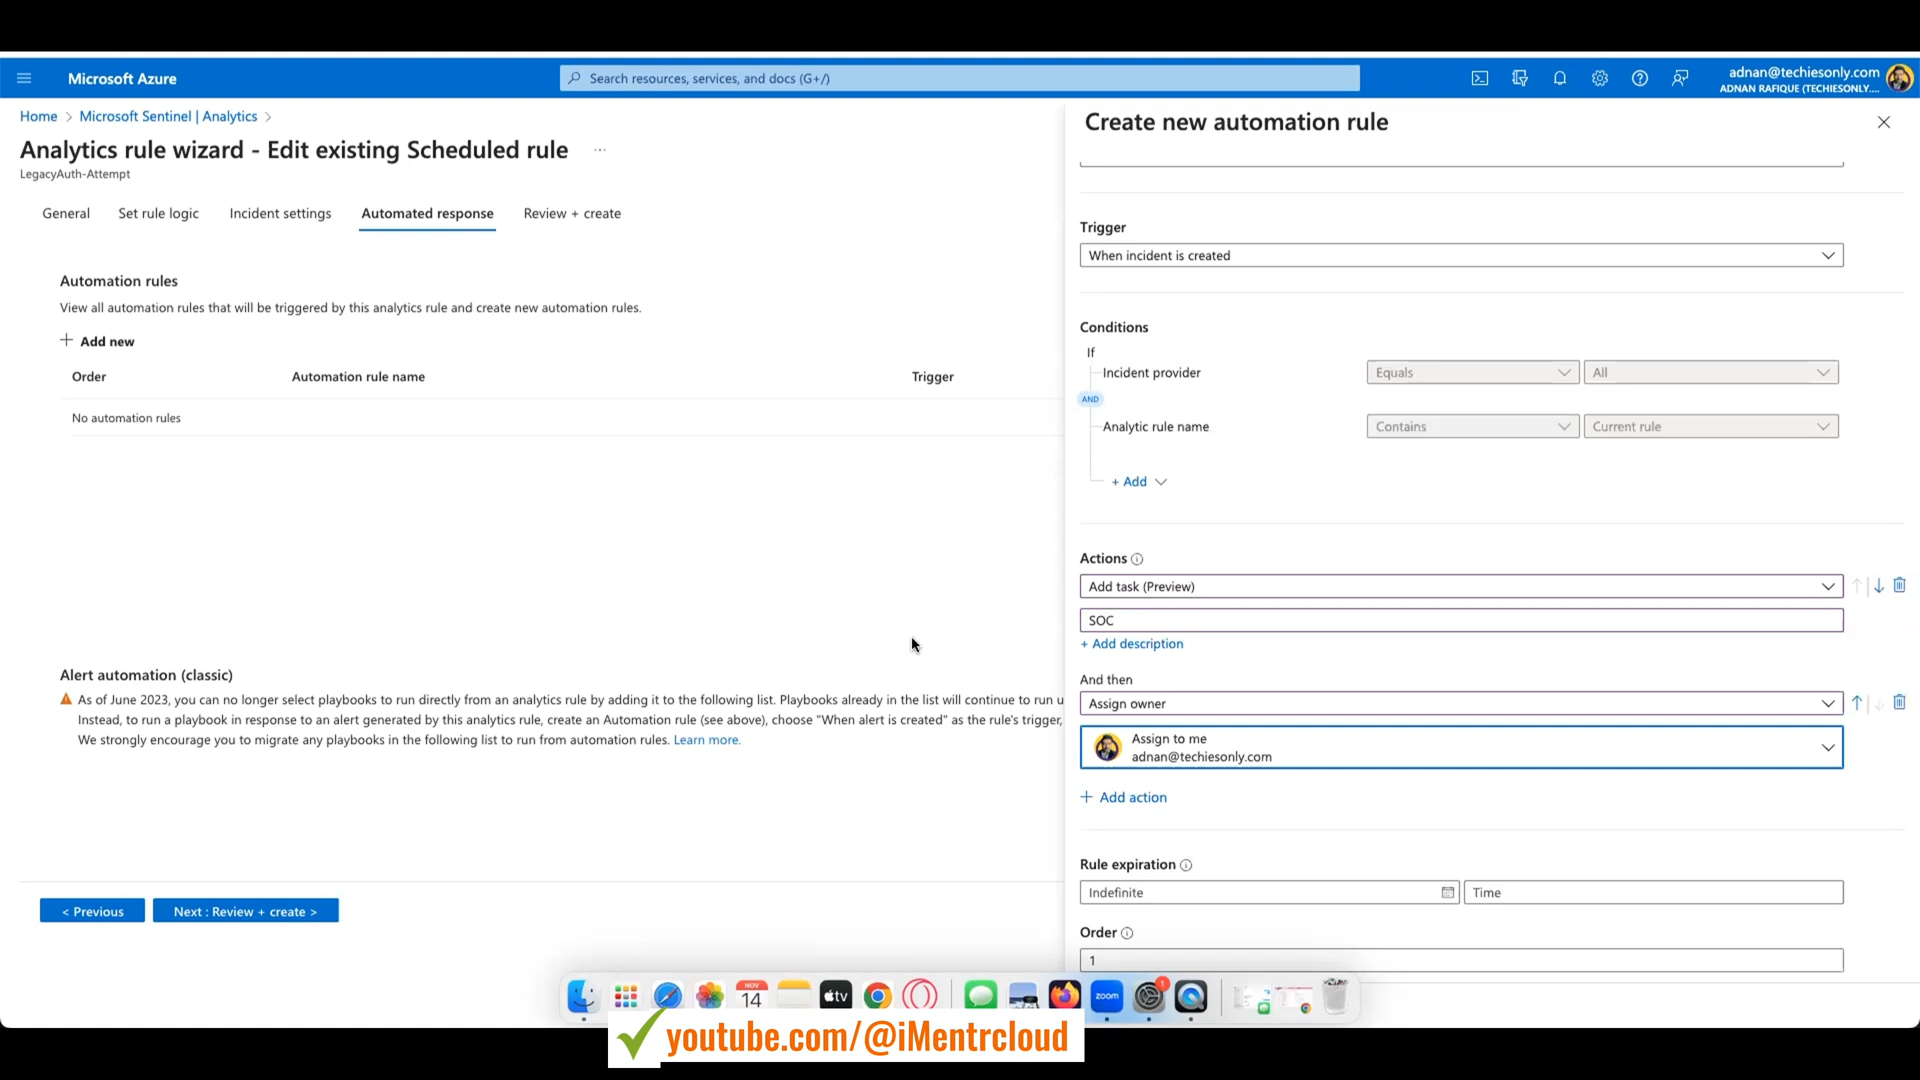 Microsoft Azure
Search resources, services, and docs (G+/)
adnan@techiesonly.com
ADNAN RAFIQUE (TECHIESONLY....
Home > Microsoft Sentinel | Analytics >
Analytics rule wizard - Edit existing Scheduled rule ...
LegacyAuth-Attempt
General
Set rule logic
Incident settings
Automated response
Review + create
Automation rules
View all automation rules that will be triggered by this analytics rule and create new automation rules.
+ Add new
Order
Automation rule name
Trigger
No automation rules
Alert automation (classic)
As of June 2023, you can no longer select playbooks to run directly from an analytics rule by adding it to the following list. Playbooks already in the list will continue to run u
Instead, to run a playbook in response to an alert generated by this analytics rule, create an Automation rule (see above), choose "When alert is created" as the rule's trigger,
We strongly encourage you to migrate any playbooks in the following list to run from automation rules. Learn more.
< Previous
Next : Review + create >
Create new automation rule
Trigger
When incident is created
Conditions
If
Incident provider
Equals
All
AND
Analytic rule name
Contains
Current rule
+ Add
Actions
Add task (Preview)
SOC
+ Add description
And then
Assign owner
Assign to me
adnan@techiesonly.com
+ Add action
Rule expiration
Indefinite
Time
Order
1
NOV
14
tv
zoom
1
youtube.com/@iMentrcloud